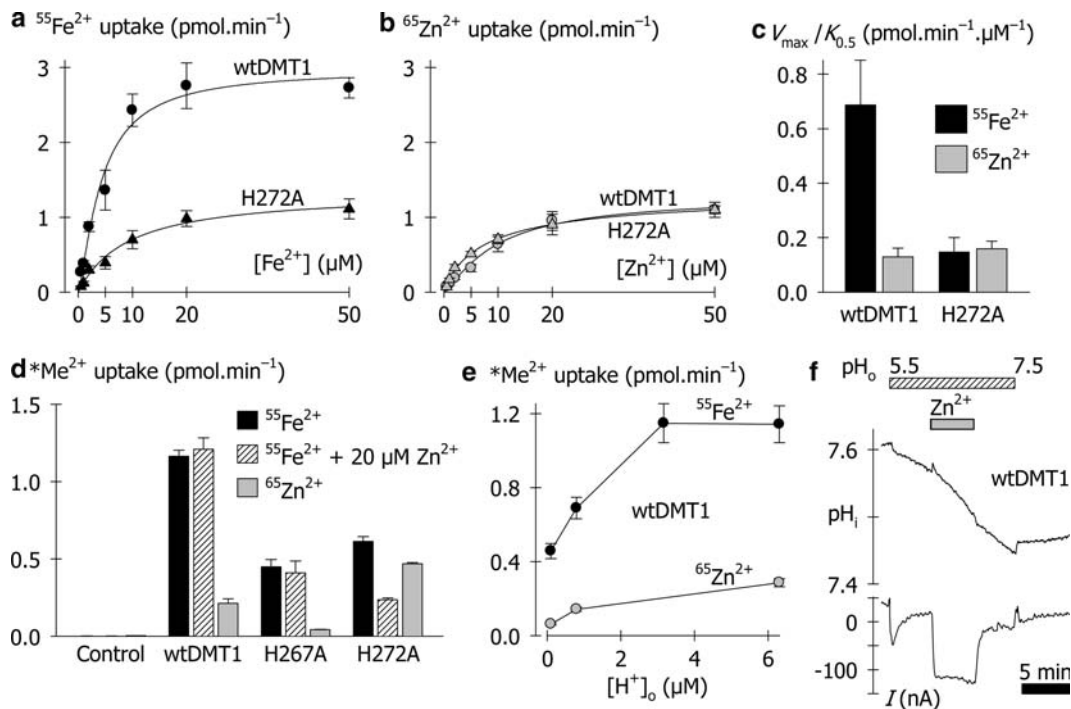 a ⁵⁵Fe²⁺ uptake (pmol.min⁻¹)
3
2
1
0
wtDMT1
H272A
[Fe²⁺] (µM)
0 5 10 20 50
b ⁶⁵Zn²⁺ uptake (pmol.min⁻¹)
3
2
1
0
wtDMT1
H272A
[Zn²⁺] (µM)
0 5 10 20 50
c Vmax / K0.5 (pmol.min⁻¹.µM⁻¹)
0.8
0.6
0.4
0.2
0.0
⁵⁵Fe²⁺
⁶⁵Zn²⁺
wtDMT1 H272A
d *Me²⁺ uptake (pmol.min⁻¹)
1.5
1.0
0.5
0.0
⁵⁵Fe²⁺
⁵⁵Fe²⁺ + 20 µM Zn²⁺
⁶⁵Zn²⁺
Control wtDMT1 H267A H272A
e *Me²⁺ uptake (pmol.min⁻¹)
1.2
0.8
0.4
0.0
⁵⁵Fe²⁺
wtDMT1
⁶⁵Zn²⁺
0 2 4 6
[H⁺]o (µM)
f
pHo 5.5 7.5
Zn²⁺
7.6
wtDMT1
pHi
7.4
0
-100
5 min
I (nA)